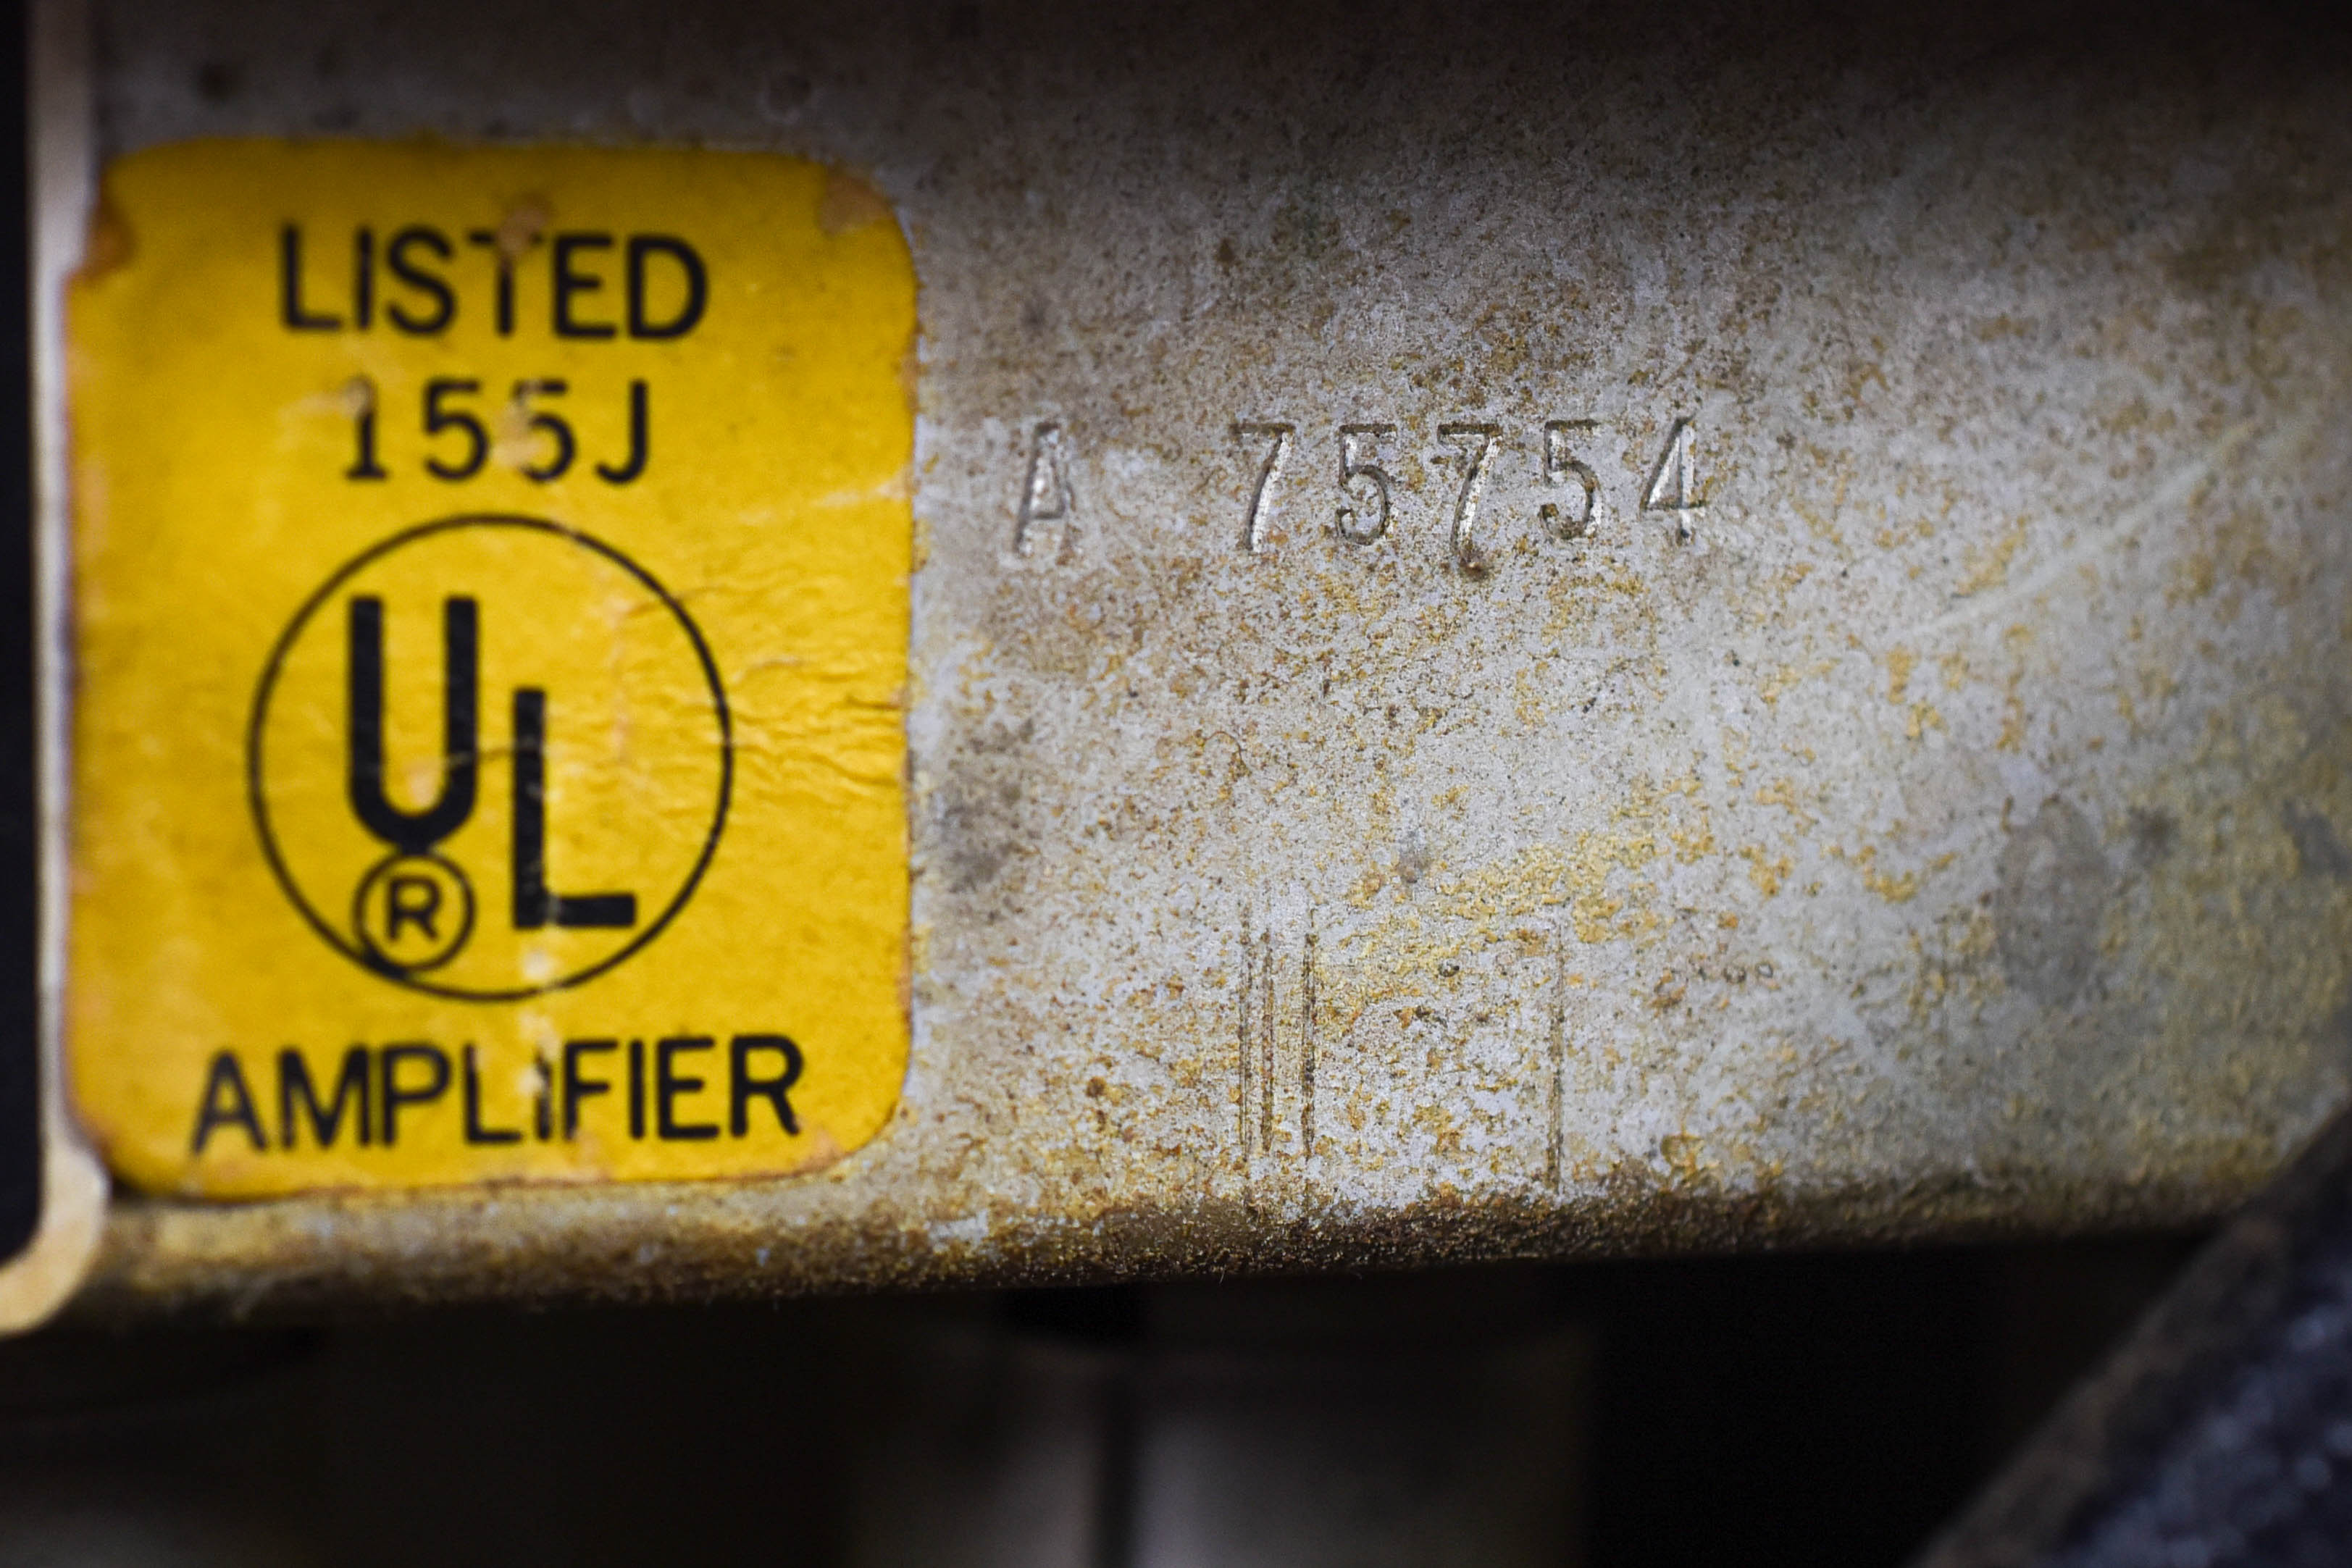 LISTED
155J
UL
®
AMPLIFIER
A 75754